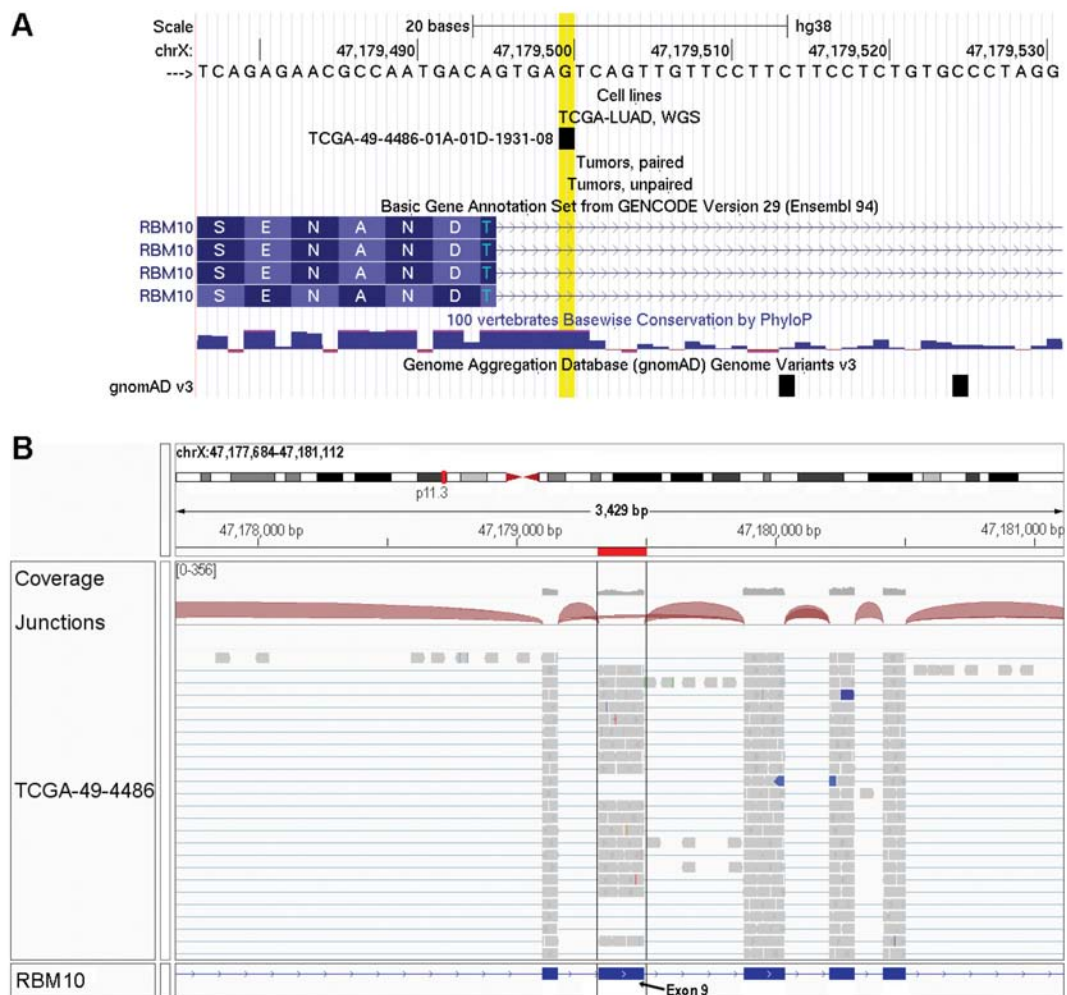 A
Scale 20 bases hg38
chrX: 47,179,490 47,179,500 47,179,510 47,179,520 47,179,530
---> T C A G A G A A C G C C A A T G A C A G T G A G T C A G T T G T T C C T T C T T C C T C T G T G C C C T A G G
Cell lines
TCGA-LUAD, WGS
TCGA-49-4486-01A-01D-1931-08
Tumors, paired
Tumors, unpaired
Basic Gene Annotation Set from GENCODE Version 29 (Ensembl 94)
RBM10 S E N A N D T
RBM10 S E N A N D T
RBM10 S E N A N D T
RBM10 S E N A N D T
100 vertebrates Basewise Conservation by PhyloP
Genome Aggregation Database (gnomAD) Genome Variants v3
gnomAD v3
B
chrX:47,177,684-47,181,112
p11.3
3,429 bp
47,178,000 bp 47,179,000 bp 47,180,000 bp 47,181,000 bp
[0-356]
Coverage
Junctions
TCGA-49-4486
RBM10
Exon 9